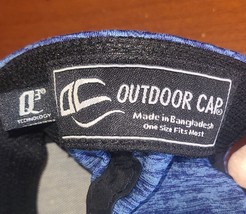 Q3®
TECHNOLOGY
OC
OUTDOOR CAP®
Made in Bangladesh
One Size Fits Most